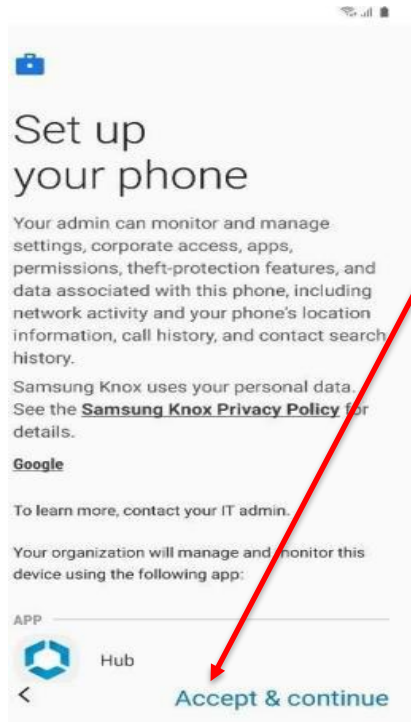 Set up
your phone
Your admin can monitor and manage
settings, corporate access, apps,
permissions, theft-protection features, and
data associated with this phone, including
network activity and your phone's location
information, call history, and contact search
history.
Samsung Knox uses your personal data.
See the Samsung Knox Privacy Policy for
details.
Google
To learn more, contact your IT admin.
Your organization will manage and monitor this
device using the following app:
APP
Hub
Accept & continue